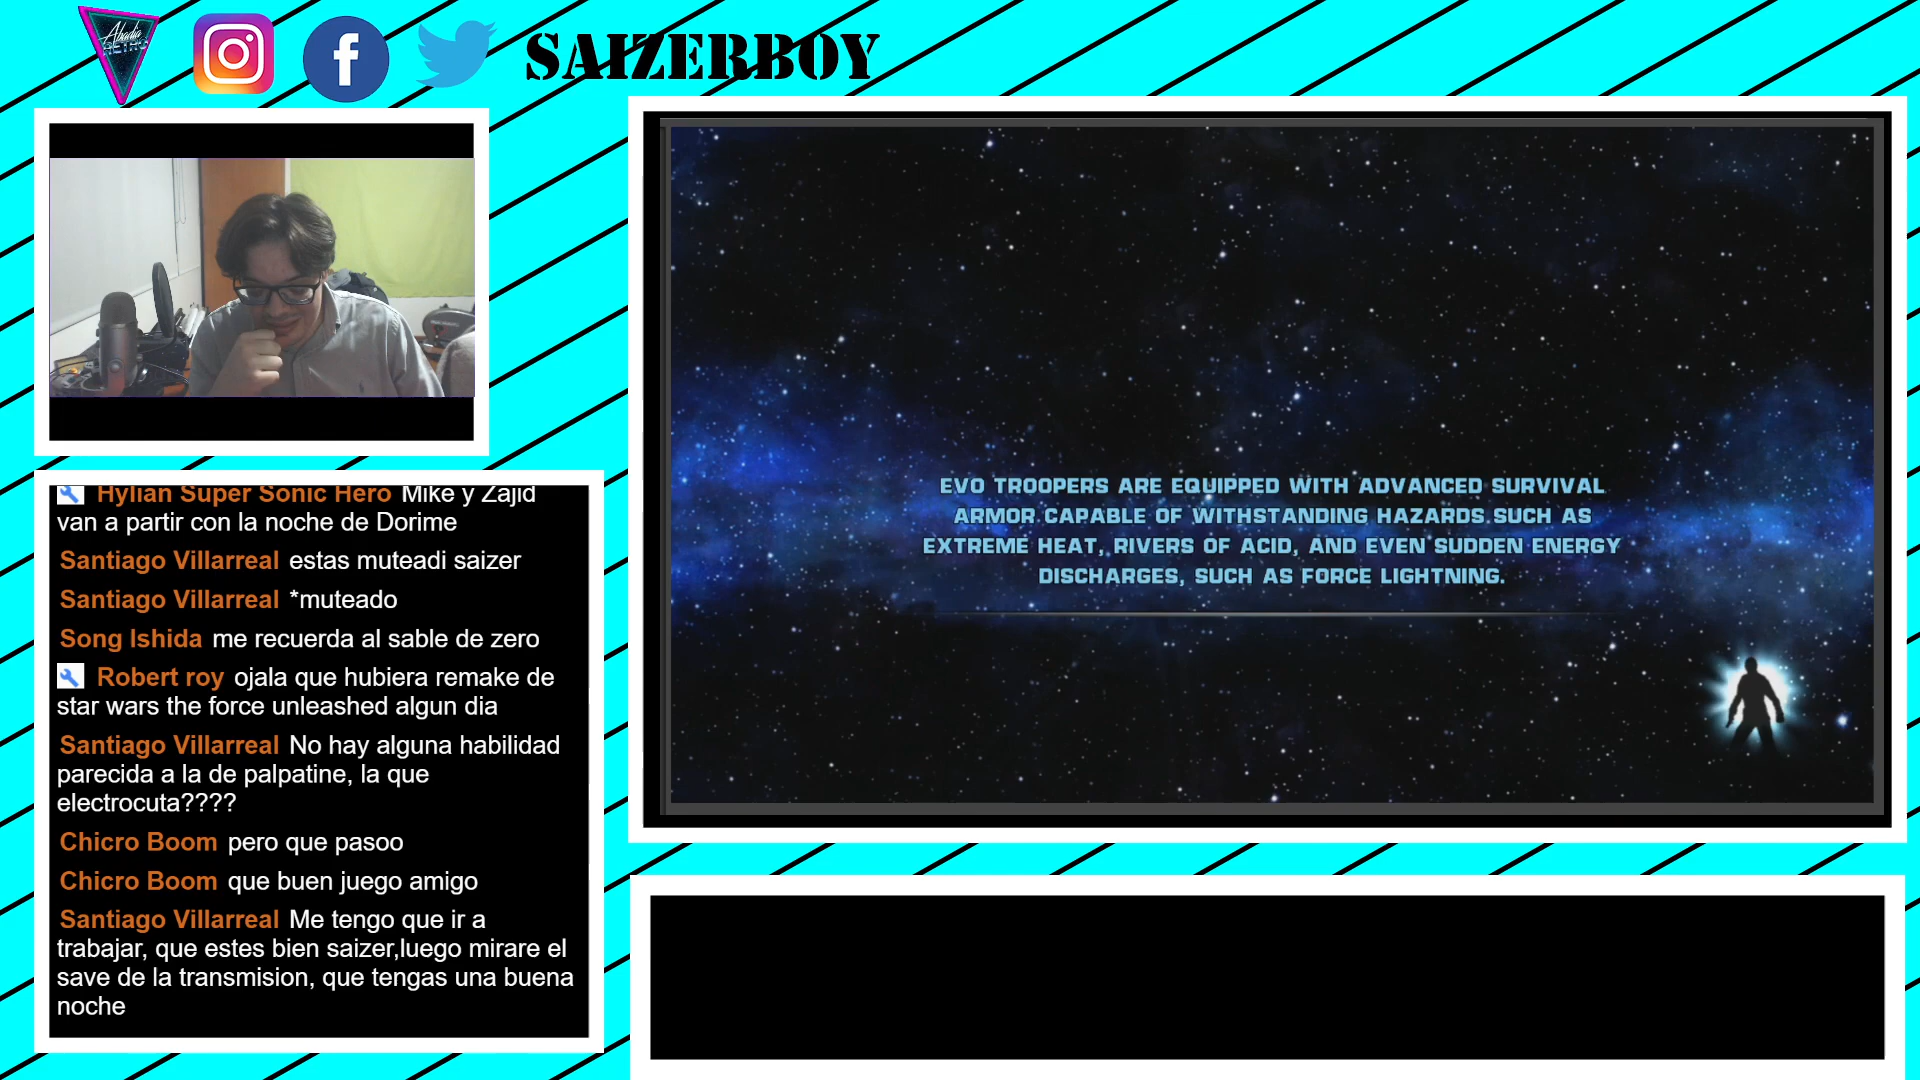 Abadia
RETRO
SAIZERBOY
Hylian Super Sonic Hero Mike y Zajid
van a partir con la noche de Dorime
Santiago Villarreal estas muteadi saizer
Santiago Villarreal *muteado
Song Ishida me recuerda al sable de zero
Robert roy ojala que hubiera remake de
star wars the force unleashed algun dia
Santiago Villarreal No hay alguna habilidad
parecida a la de palpatine, la que
electrocuta????
Chicro Boom pero que pasoo
Chicro Boom que buen juego amigo
Santiago Villarreal Me tengo que ir a
trabajar, que estes bien saizer,luego mirare el
save de la transmision, que tengas una buena
noche
EVO TROOPERS ARE EQUIPPED WITH ADVANCED SURVIVAL
ARMOR CAPABLE OF WITHSTANDING HAZARDS SUCH AS
EXTREME HEAT, RIVERS OF ACID, AND EVEN SUDDEN ENERGY
DISCHARGES, SUCH AS FORCE LIGHTNING.